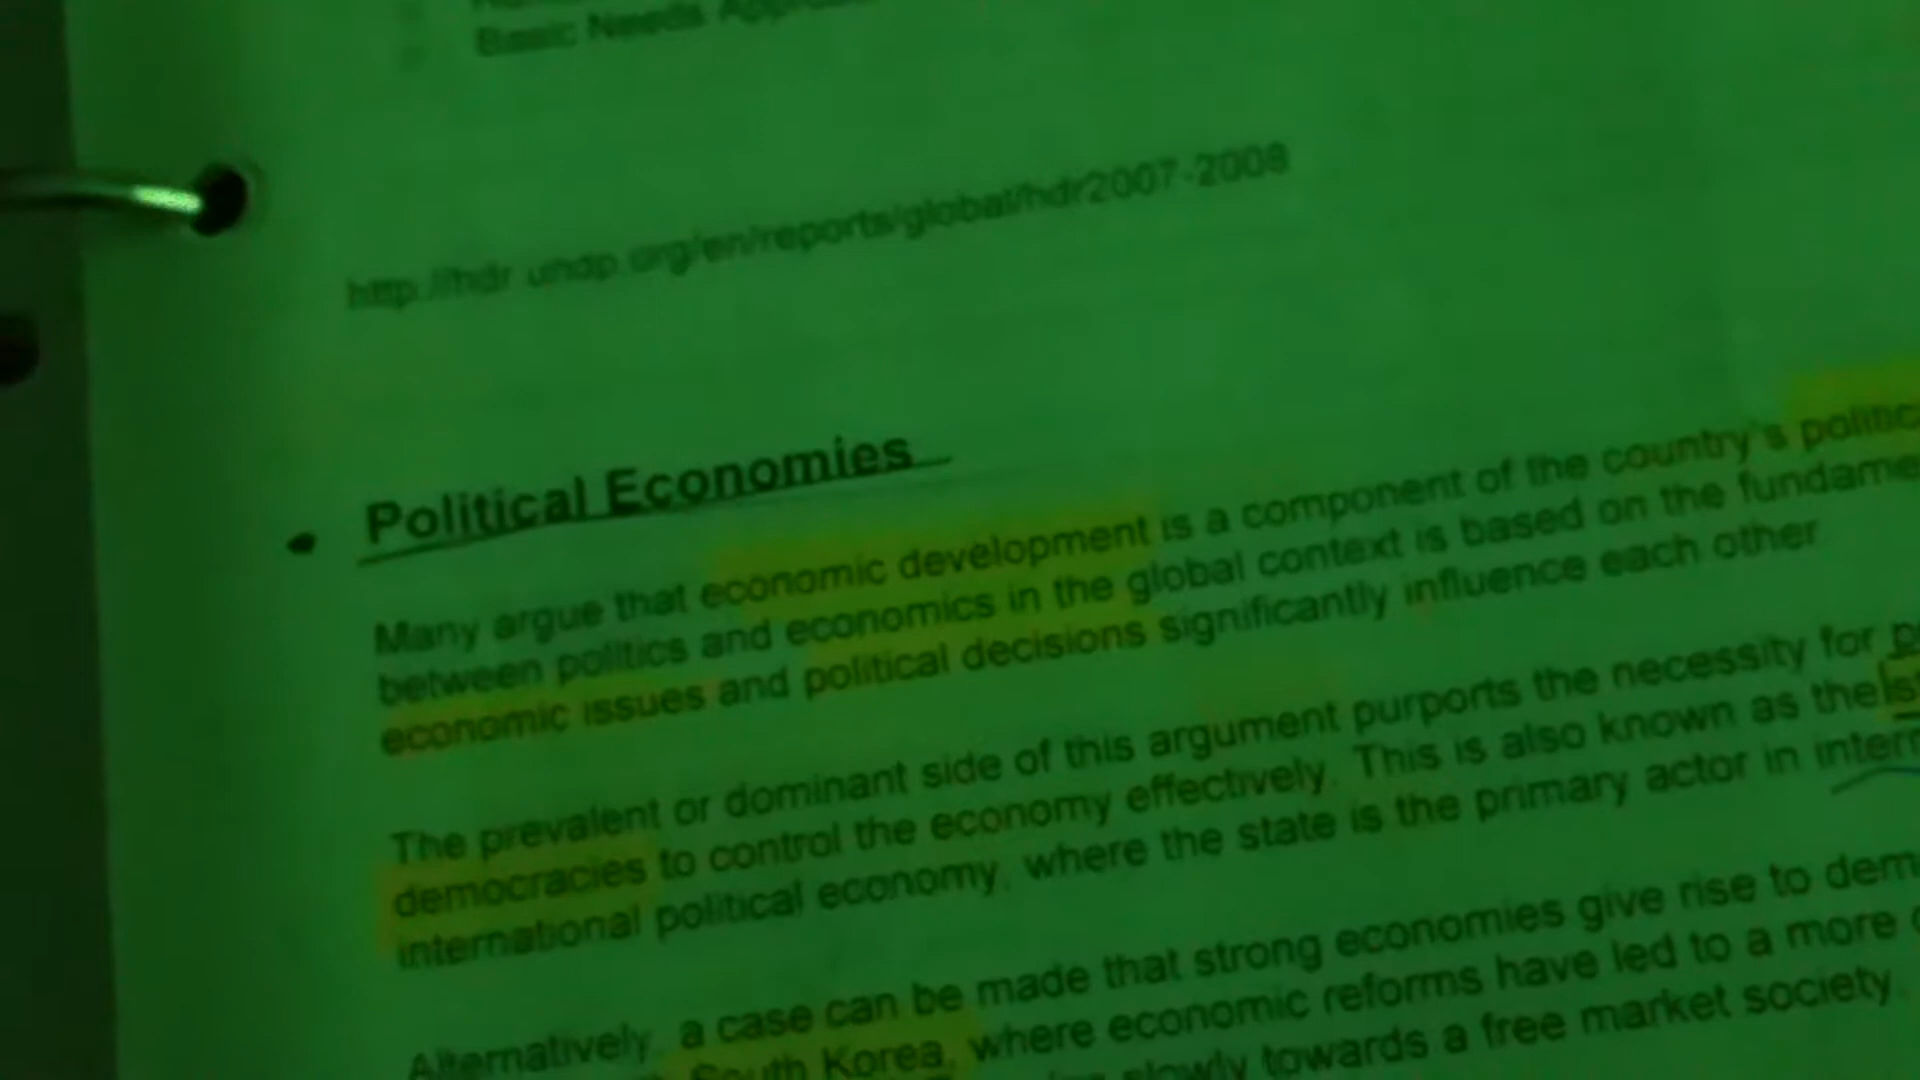 Basic Needs
http://hdr.undp.org/en/reports/global/hdr2007-2008
Political Economies
Many argue that economic development is a component of the country's
between politics and economics in the global context is based on the
economic issues and political decisions significantly influence each other
The prevalent or dominant side of this argument purports the necessity for
democracies to control the economy effectively. This is also known as the
international political economy, where the state is the primary actor in
Alternatively, a case can be made that strong economies give rise to
South Korea, where economic reforms have led to a more
slowly towards a free market society.